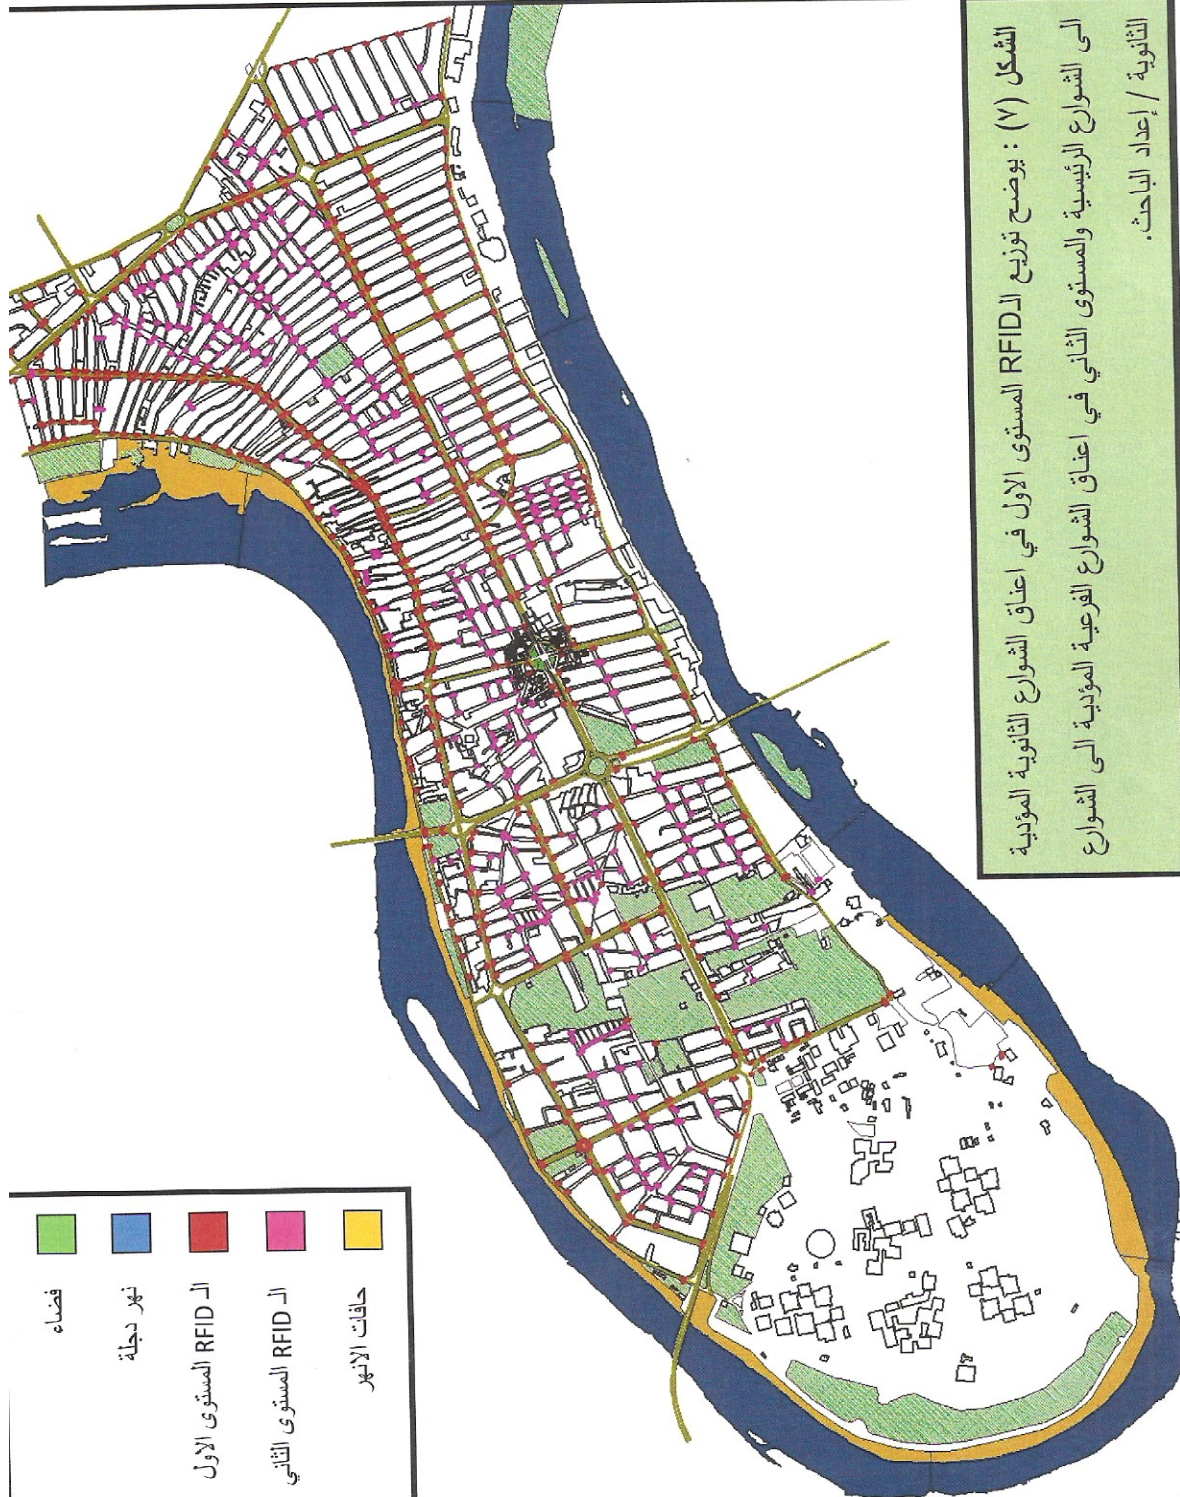 الشكل (٧) : يوضح توزيع الـRFID المستوى الاول في اعناق الشوارع الثانوية المؤدية
الى الشوارع الرئيسية والمستوى الثاني في اعناق الشوارع الفرعية المؤدية الى الشوارع
الثانوية / إعداد الباحث.
حافات الانهر
الـ RFID المستوى الثاني
الـ RFID المستوى الاول
نهر دجلة
فضاء